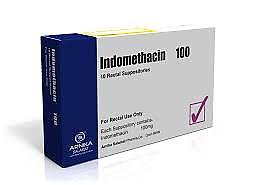 Indomethacin 100
10 Rectal Suppositories
For Rectal Use Only
Each Suppository contains:
Indomethacin 100mg
Indomethacin 100
ARNIKA